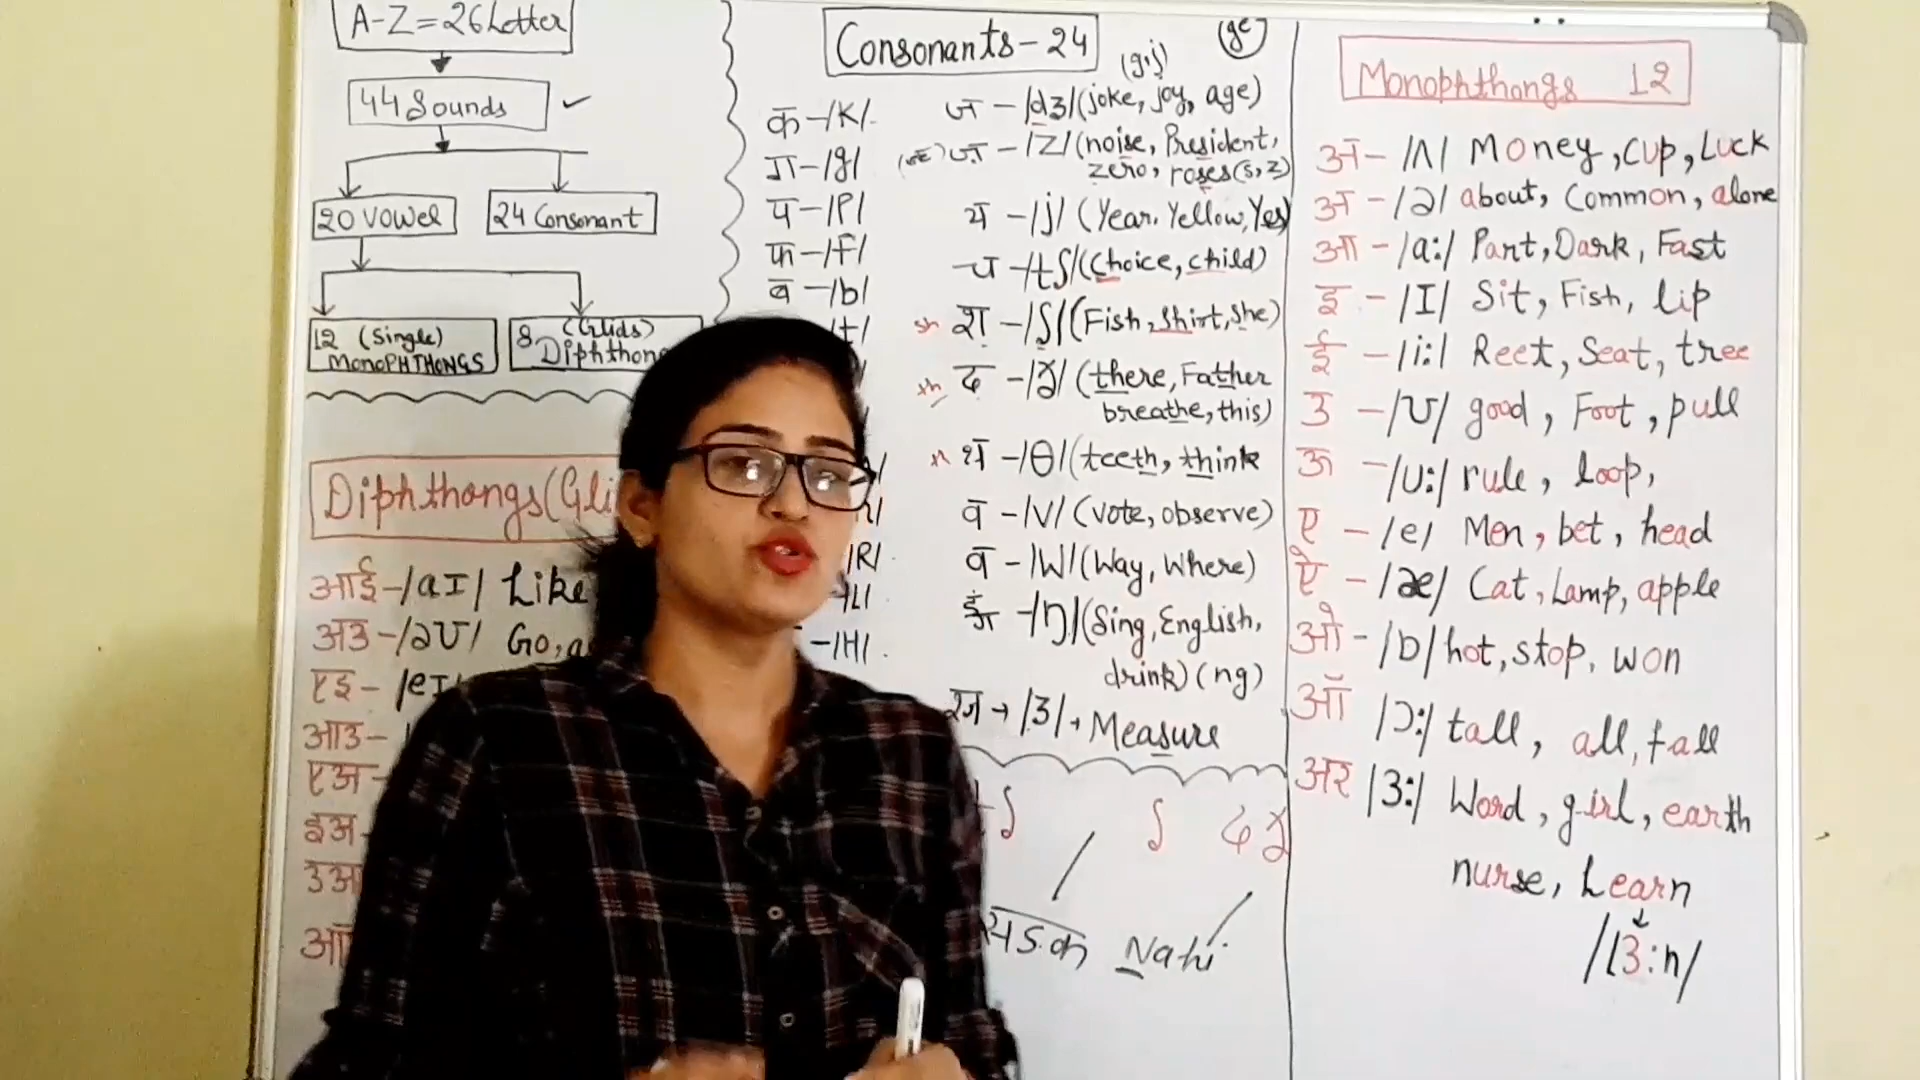 A-Z = 26 Letter
44 Sounds ✓
20 Vowel
24 Consonant
12 (Single)
MonoPHTHONGS
8 (Glids)
Diphthong
Diphthongs (Gli
आई - /aɪ/ Like
अउ - /əʊ/ Go,
एइ - /eɪ
आउ -
एअ -
इअ -
उअ
Consonants - 24
(g, j)
(ge)
क - /K/
ग - /g/
प - /P/
फ - /F/
ब - /b/
/t/
/R/
/L/
- /H/
ज - /dʒ/ (joke, joy, age)
ज़ - /Z/ (noise, President,
zero, roses (s, z)
य - /j/ (Year, Yellow, Yes)
च - /tʃ/ (Choice, child)
sh श - /ʃ/ (Fish, Shirt, She)
th द - /ð/ (there, Father
breathe, this)
थ - /θ/ (teeth, think
व - /V/ (Vote, observe)
व - /W/ (Way, Where)
/ŋ/ (Sing, English,
drink) (ng)
श्ज → /ʒ/ → Measure
ʃ ʃ
Nahi
Monophthongs 12
अ - /ʌ/ Money, Cup, Luck
अ - /ə/ about, Common, alone
आ - /a:/ Part, Dark, Fast
इ - /I/ Sit, Fish, lip
ई - /i:/ Reet, Seat, tree
उ - /ʊ/ good, Foot, pull
ऊ - /ʊ:/ rule, loop,
ए - /e/ Men, bet, head
ऐ - /æ/ Cat, Lamp, apple
ओ - /ɒ/ hot, stop, won
ऑ /ɔ:/ tall, all, fall
अर /ɜ:/ Word, girl, earth
nurse, Learn
↓
/lɜ:n/